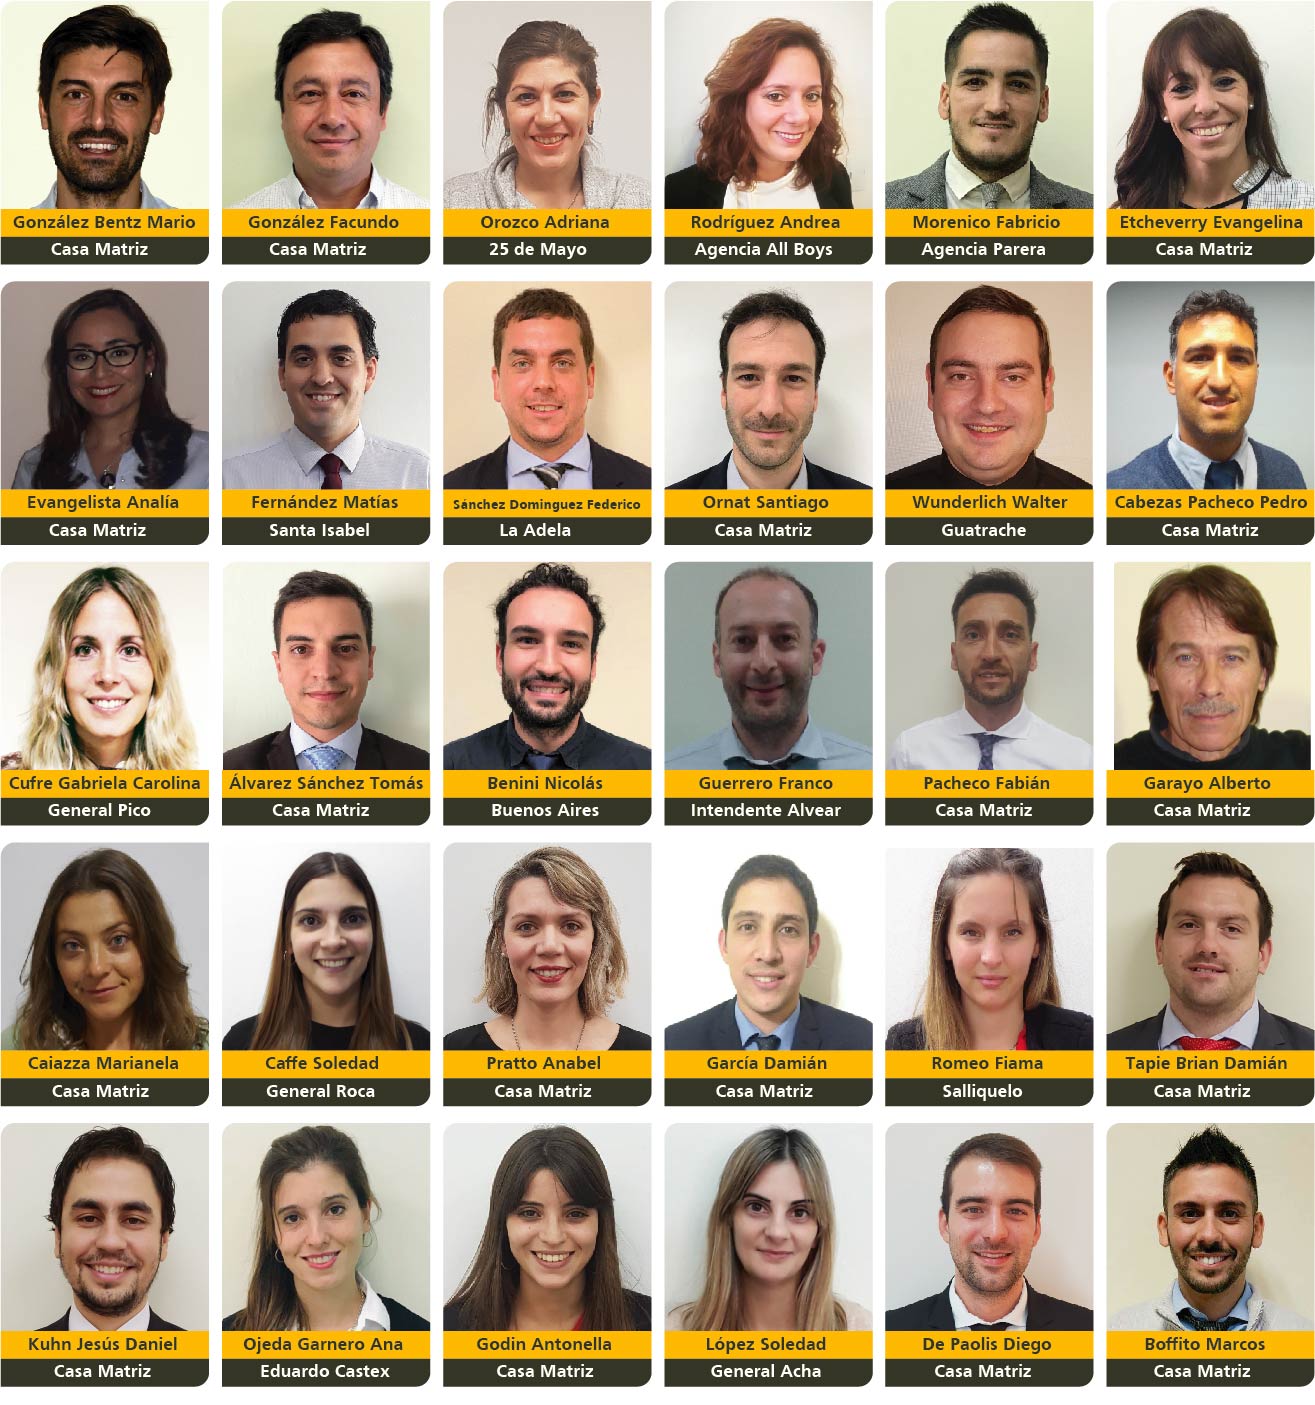 González Bentz Mario
Casa Matriz
González Facundo
Casa Matriz
Orozco Adriana
25 de Mayo
Rodríguez Andrea
Agencia All Boys
Morenico Fabricio
Agencia Parera
Etcheverry Evangelina
Casa Matriz
Evangelista Analía
Casa Matriz
Fernández Matías
Santa Isabel
Sánchez Dominguez Federico
La Adela
Ornat Santiago
Casa Matriz
Wunderlich Walter
Guatrache
Cabezas Pacheco Pedro
Casa Matriz
Cufre Gabriela Carolina
General Pico
Álvarez Sánchez Tomás
Casa Matriz
Benini Nicolás
Buenos Aires
Guerrero Franco
Intendente Alvear
Pacheco Fabián
Casa Matriz
Garayo Alberto
Casa Matriz
Caiazza Marianela
Casa Matriz
Caffe Soledad
General Roca
Pratto Anabel
Casa Matriz
García Damián
Casa Matriz
Romeo Fiama
Salliquelo
Tapie Brian Damián
Casa Matriz
Kuhn Jesús Daniel
Casa Matriz
Ojeda Garnero Ana
Eduardo Castex
Godin Antonella
Casa Matriz
López Soledad
General Acha
De Paolis Diego
Casa Matriz
Boffito Marcos
Casa Matriz